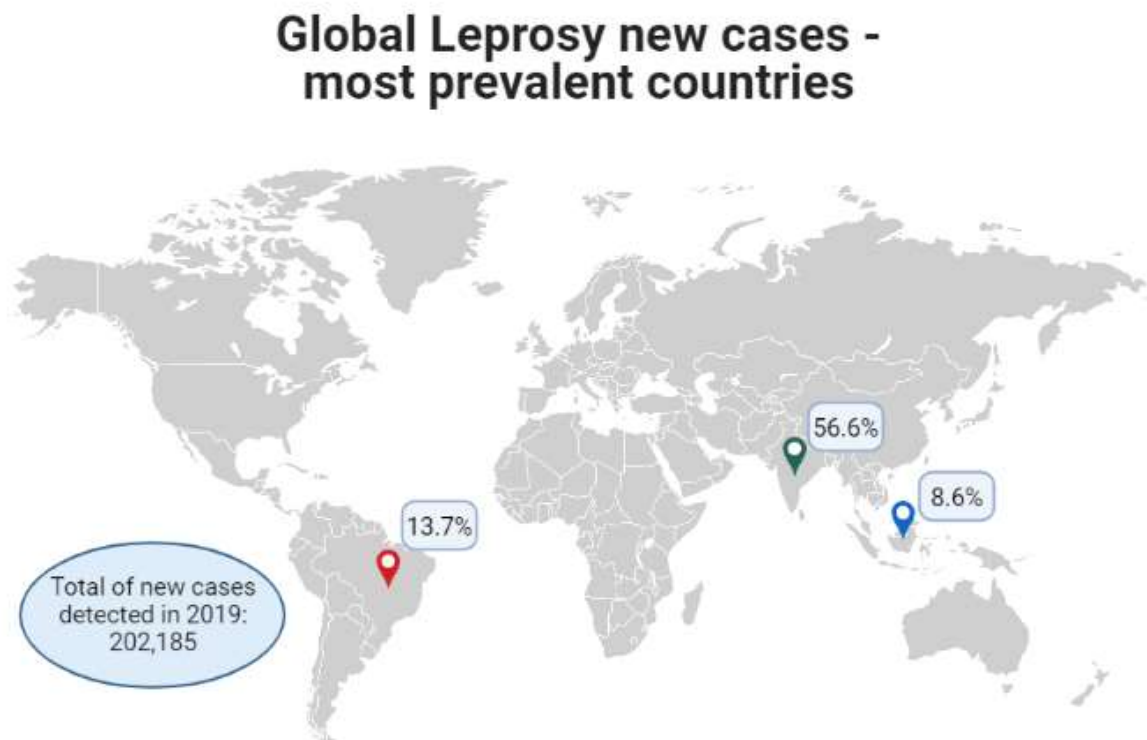 Global Leprosy new cases -
most prevalent countries
56.6%
8.6%
13.7%
Total of new cases
detected in 2019:
202,185